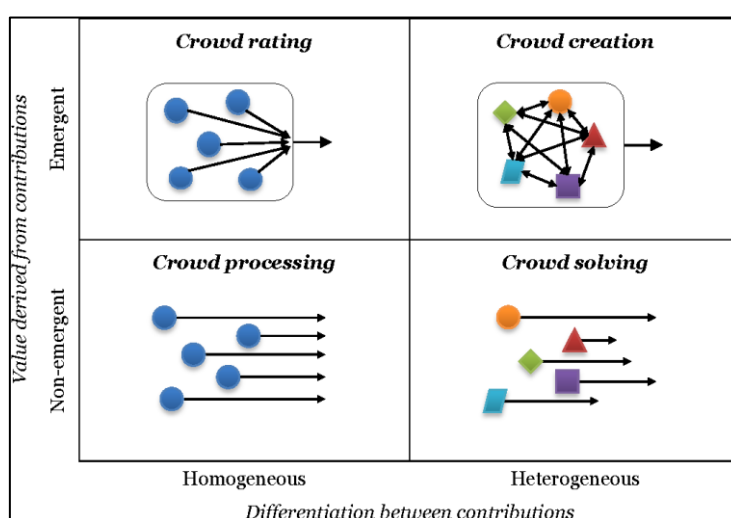 Crowd rating
Crowd creation
Emergent
Value derived from contributions
Crowd processing
Crowd solving
Non-emergent
Homogeneous
Heterogeneous
Differentiation between contributions